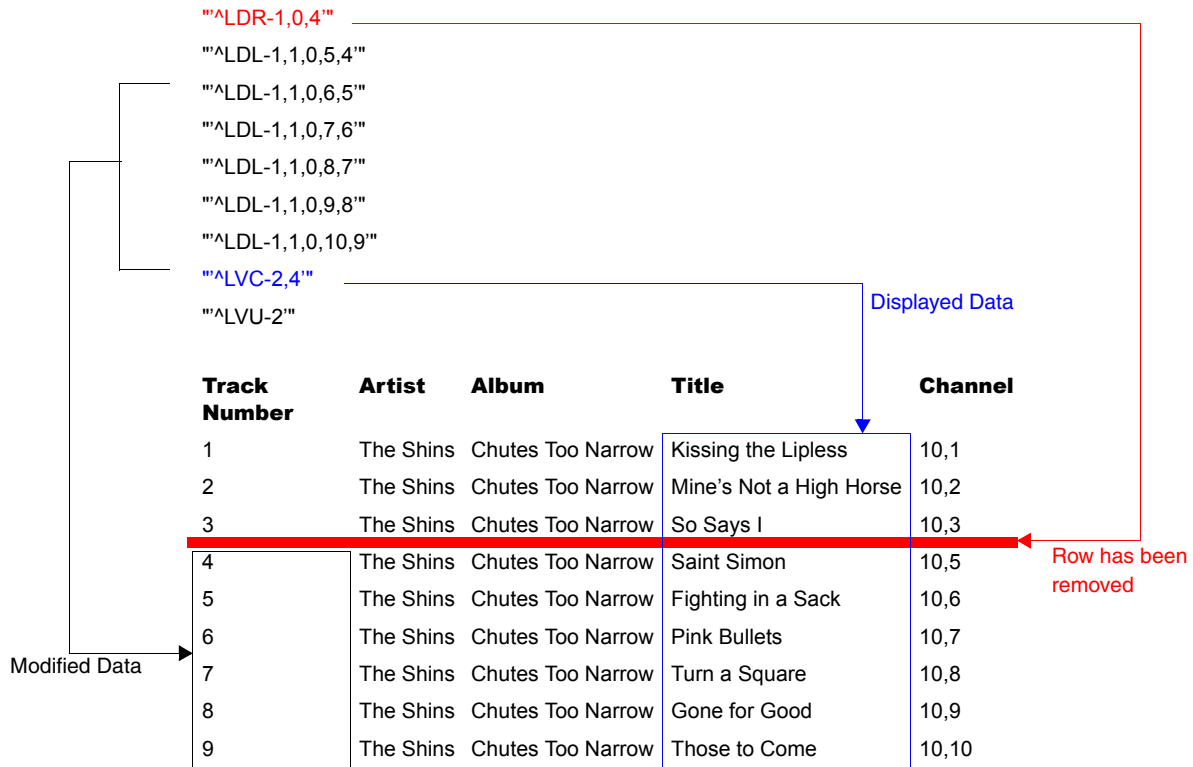 "'^LDR-1,0,4'"
"'^LDL-1,1,0,5,4'"
"'^LDL-1,1,0,6,5'"
"'^LDL-1,1,0,7,6'"
"'^LDL-1,1,0,8,7'"
"'^LDL-1,1,0,9,8'"
"'^LDL-1,1,0,10,9'"
"'^LVC-2,4'"
Displayed Data
"'^LVU-2'"
Track Number Artist Album Title Channel
1 The Shins Chutes Too Narrow Kissing the Lipless 10,1
2 The Shins Chutes Too Narrow Mine's Not a High Horse 10,2
3 The Shins Chutes Too Narrow So Says I 10,3
Row has been
removed
4 The Shins Chutes Too Narrow Saint Simon 10,5
5 The Shins Chutes Too Narrow Fighting in a Sack 10,6
6 The Shins Chutes Too Narrow Pink Bullets 10,7
Modified Data
7 The Shins Chutes Too Narrow Turn a Square 10,8
8 The Shins Chutes Too Narrow Gone for Good 10,9
9 The Shins Chutes Too Narrow Those to Come 10,10